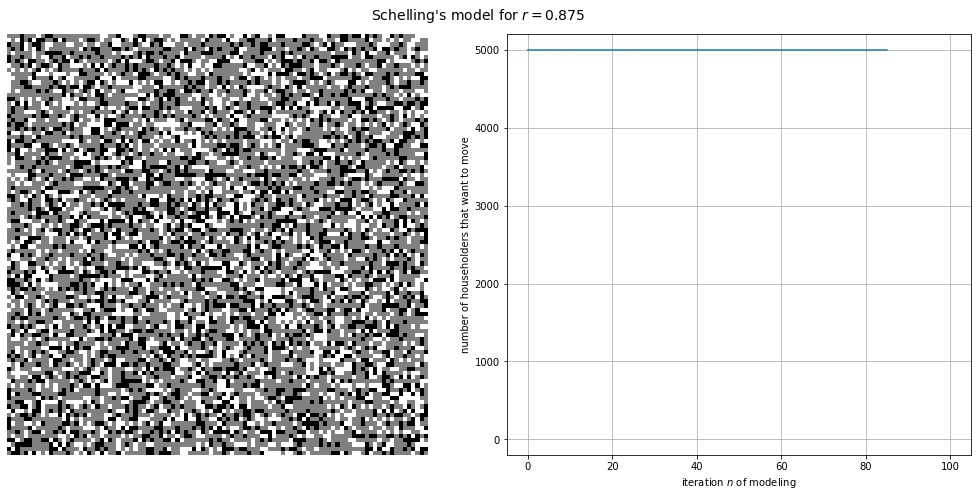 Schelling's model for r = 0.875
number of householders that want to move
5000
4000
3000
2000
1000
0
0 20 40 60 80 100
iteration n of modeling